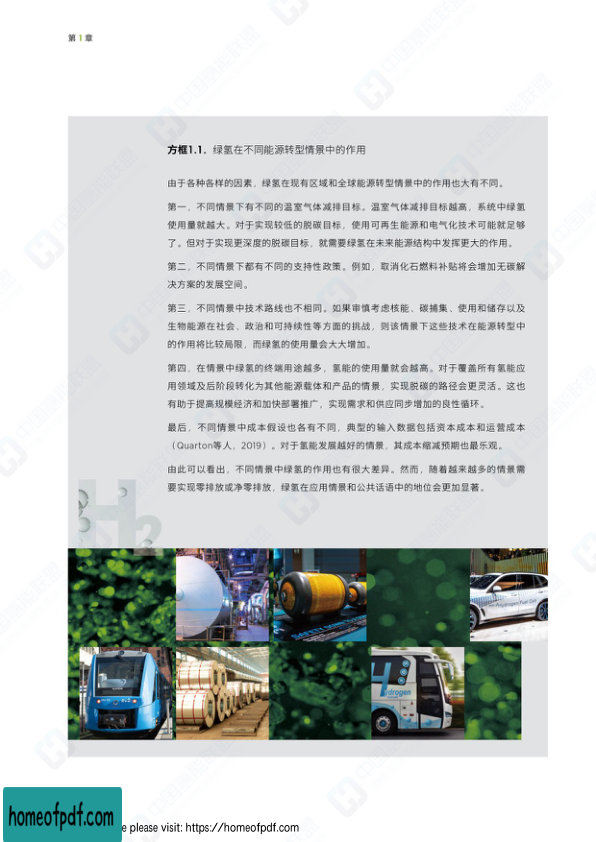 第 1 章
方框1.1. 绿氢在不同能源转型情景中的作用
由于各种各样的因素，绿氢在现有区域和全球能源转型情景中的作用也大有不同。
第一，不同情景下有不同的温室气体减排目标。温室气体减排目标越高，系统中绿氢
使用量就越大。对于实现较低的脱碳目标，使用可再生能源和电气化技术可能就足够
了。但对于实现更深度的脱碳目标，就需要绿氢在未来能源结构中发挥更大的作用。
第二，不同情景下都有不同的支持性政策。例如，取消化石燃料补贴将会增加无碳解
决方案的发展空间。
第三，不同情景中技术路线也不相同。如果审慎考虑核能、碳捕集、使用和储存以及
生物能源在社会、政治和可持续性等方面的挑战，则该情景下这些技术在能源转型中
的作用将比较局限，而绿氢的使用量会大大增加。
第四，在情景中绿氢的终端用途越多，氢能的使用量就会越高。对于覆盖所有氢能应
用领域及后阶段转化为其他能源载体和产品的情景，实现脱碳的路径会更灵活。这也
有助于提高规模经济和加快部署推广，实现需求和供应同步增加的良性循环。
最后，不同情景中成本假设也各有不同，典型的输入数据包括资本成本和运营成本
（Quarton等人，2019）。对于氢能发展越好的情景，其成本缩减预期也最乐观。
由此可以看出，不同情景中绿氢的作用也有很大差异。然而，随着越来越多的情景需
要实现零排放或净零排放，绿氢在应用情景和公共话语中的地位会更加显著。
H2
Hydrogen Fuel Cell
Hydrogen
homeofpdf.com
e please visit: https://homeofpdf.com